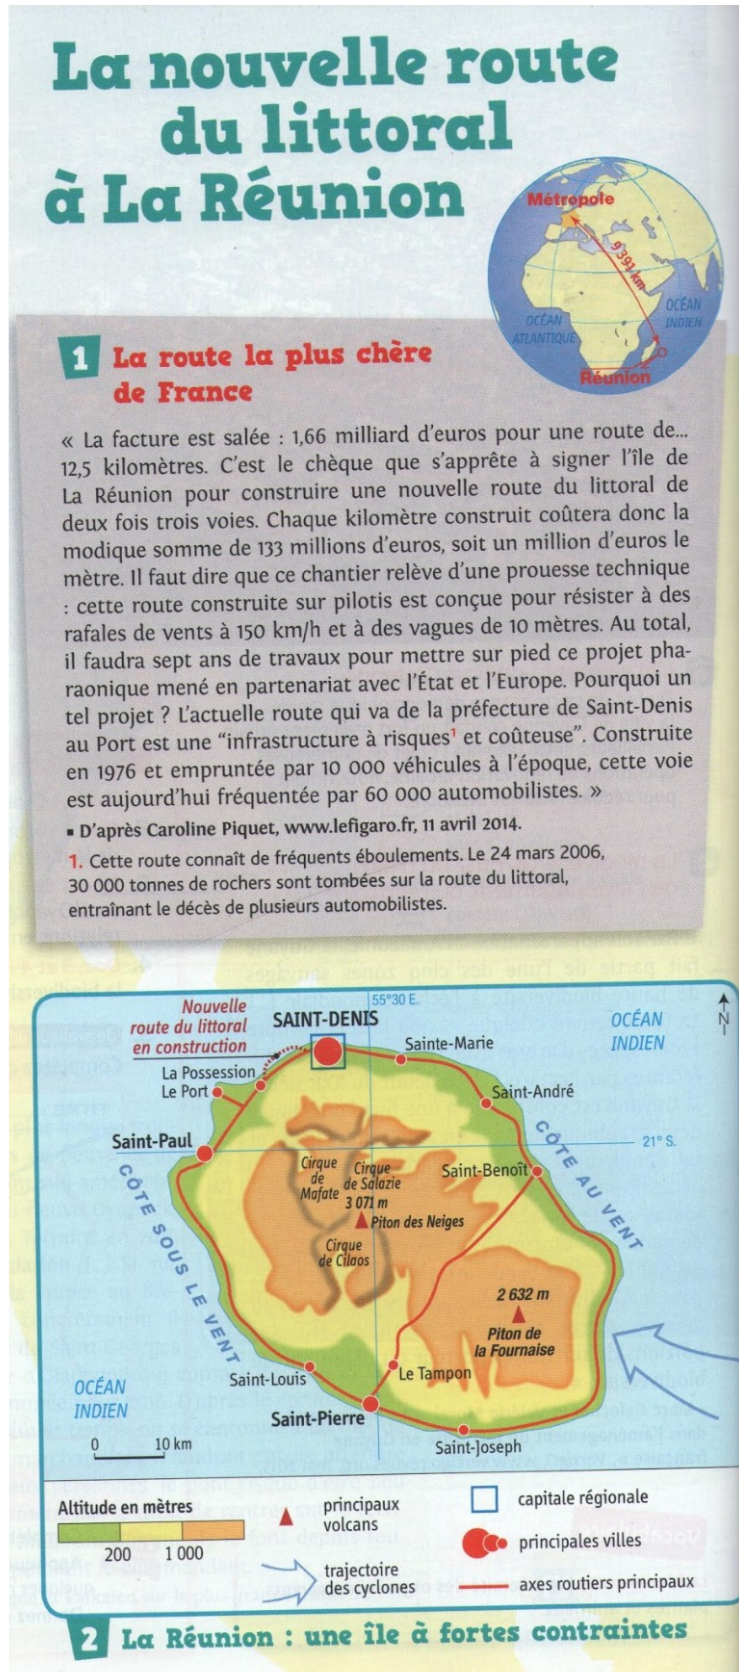 La nouvelle route
du littoral
à La Réunion
Métropole
9 391 km
OCÉAN
ATLANTIQUE
OCÉAN
INDIEN
Réunion
1 La route la plus chère
de France
« La facture est salée : 1,66 milliard d'euros pour une route de...
12,5 kilomètres. C'est le chèque que s'apprête à signer l'île de
La Réunion pour construire une nouvelle route du littoral de
deux fois trois voies. Chaque kilomètre construit coûtera donc la
modique somme de 133 millions d'euros, soit un million d'euros le
mètre. Il faut dire que ce chantier relève d'une prouesse technique
: cette route construite sur pilotis est conçue pour résister à des
rafales de vents à 150 km/h et à des vagues de 10 mètres. Au total,
il faudra sept ans de travaux pour mettre sur pied ce projet pha-
raonique mené en partenariat avec l'État et l'Europe. Pourquoi un
tel projet ? L'actuelle route qui va de la préfecture de Saint-Denis
au Port est une “infrastructure à risques¹ et coûteuse”. Construite
en 1976 et empruntée par 10 000 véhicules à l'époque, cette voie
est aujourd'hui fréquentée par 60 000 automobilistes. »
▪ D'après Caroline Piquet, www.lefigaro.fr, 11 avril 2014.
1. Cette route connaît de fréquents éboulements. Le 24 mars 2006,
30 000 tonnes de rochers sont tombées sur la route du littoral,
entraînant le décès de plusieurs automobilistes.
Nouvelle
route du littoral
en construction
SAINT-DENIS
55°30 E.
OCÉAN
INDIEN
N
Sainte-Marie
La Possession
Le Port
Saint-André
Saint-Paul
21° S.
CÔTE AU VENT
Cirque
de
Mafate
Cirque
de Salazie
3 071 m
Piton des Neiges
Saint-Benoît
CÔTE SOUS LE VENT
Cirque
de Cilaos
2 632 m
Piton de
la Fournaise
Saint-Louis
Le Tampon
OCÉAN
INDIEN
Saint-Pierre
Saint-Joseph
0 10 km
Altitude en mètres
200 1 000
principaux
volcans
trajectoire
des cyclones
capitale régionale
principales villes
axes routiers principaux
2 La Réunion : une île à fortes contraintes